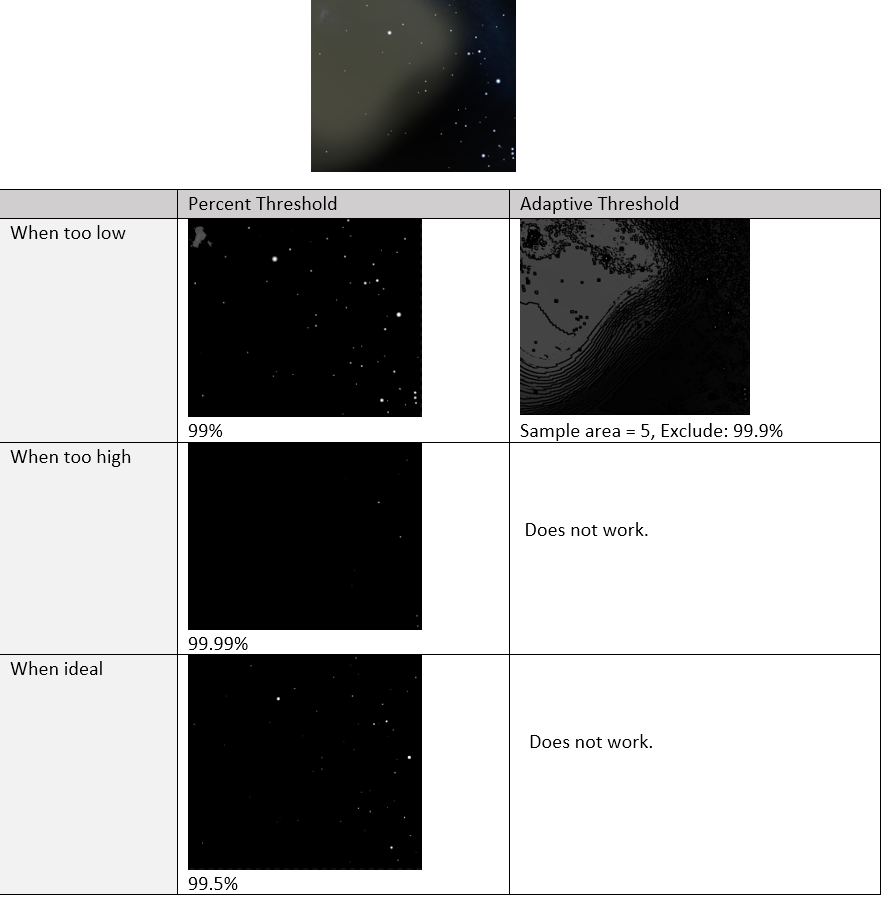 Percent Threshold
Adaptive Threshold
When too low
99%
Sample area = 5, Exclude: 99.9%
When too high
Does not work.
99.99%
When ideal
Does not work.
99.5%